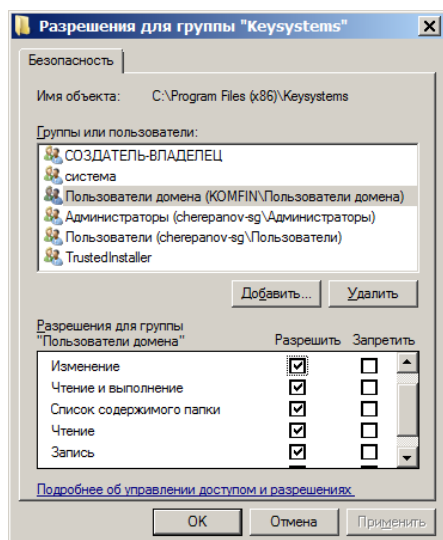 Разрешения для группы "Keysystems"
Безопасность
Имя объекта: C:\Program Files (x86)\Keysystems
Группы или пользователи:
СОЗДАТЕЛЬ-ВЛАДЕЛЕЦ
система
Пользователи домена (KOMFIN\Пользователи домена)
Администраторы (cherepanov-sg\Администраторы)
Пользователи (cherepanov-sg\Пользователи)
TrustedInstaller
Добавить... Удалить
Разрешения для группы
"Пользователи домена" Разрешить Запретить
Изменение
Чтение и выполнение
Список содержимого папки
Чтение
Запись
Подробнее об управлении доступом и разрешениях
OK Отмена Применить